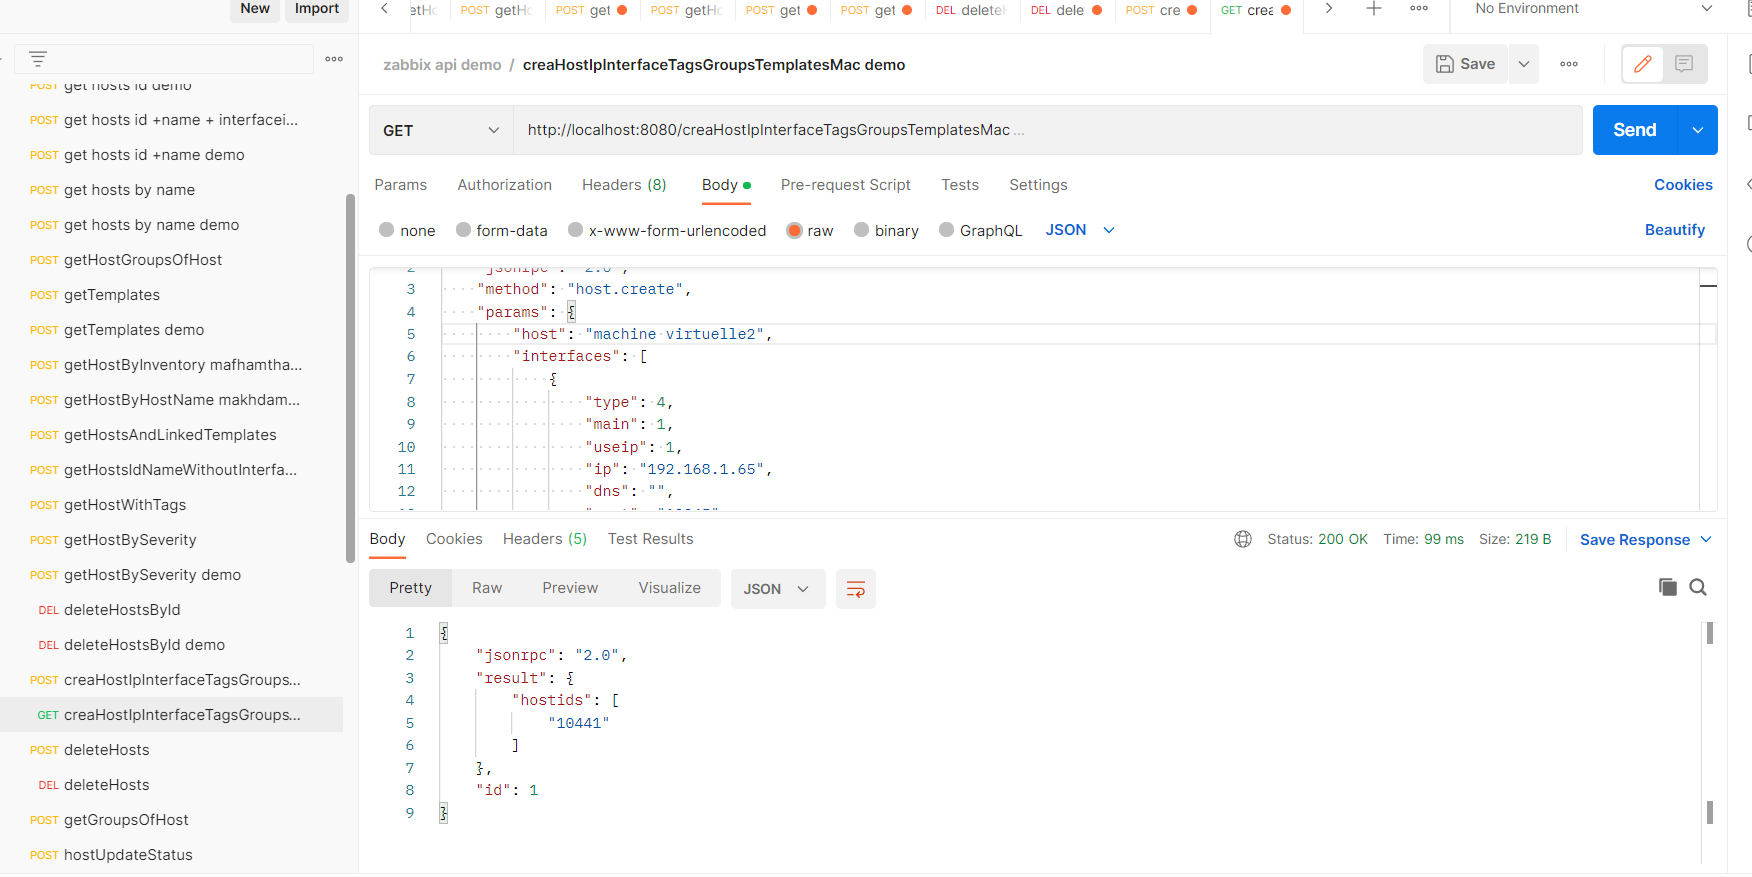 New Import
getHo POST getH POST get POST getH POST get POST get DEL delete DEL dele POST cre GET crea
No Environment
zabbix api demo / creaHostIpInterfaceTagsGroupsTemplatesMac demo
Save
GET http://localhost:8080/creaHostIpInterfaceTagsGroupsTemplatesMac ... Send
Params Authorization Headers (8) Body Pre-request Script Tests Settings Cookies
none form-data x-www-form-urlencoded raw binary GraphQL JSON Beautify
POST get hosts id demo
POST get hosts id +name + interfacei...
POST get hosts id +name demo
POST get hosts by name
POST get hosts by name demo
POST getHostGroupsOfHost
POST getTemplates
POST getTemplates demo
POST getHostByInventory mafhamtha...
POST getHostByHostName makhdam...
POST getHostsAndLinkedTemplates
POST getHostsIdNameWithoutInterfa...
POST getHostWithTags
POST getHostBySeverity
POST getHostBySeverity demo
DEL deleteHostsById
DEL deleteHostsById demo
POST creaHostIpInterfaceTagsGroups...
GET creaHostIpInterfaceTagsGroups...
POST deleteHosts
DEL deleteHosts
POST getGroupsOfHost
POST hostUpdateStatus
2 "jsonrpc": "2.0",
3 "method": "host.create",
4 "params": {
5 "host": "machine virtuelle2",
6 "interfaces": [
7 {
8 "type": 4,
9 "main": 1,
10 "useip": 1,
11 "ip": "192.168.1.65",
12 "dns": "",
Body Cookies Headers (5) Test Results Status: 200 OK Time: 99 ms Size: 219 B Save Response
Pretty Raw Preview Visualize JSON
1 {
2 "jsonrpc": "2.0",
3 "result": {
4 "hostids": [
5 "10441"
6 ]
7 },
8 "id": 1
9 }